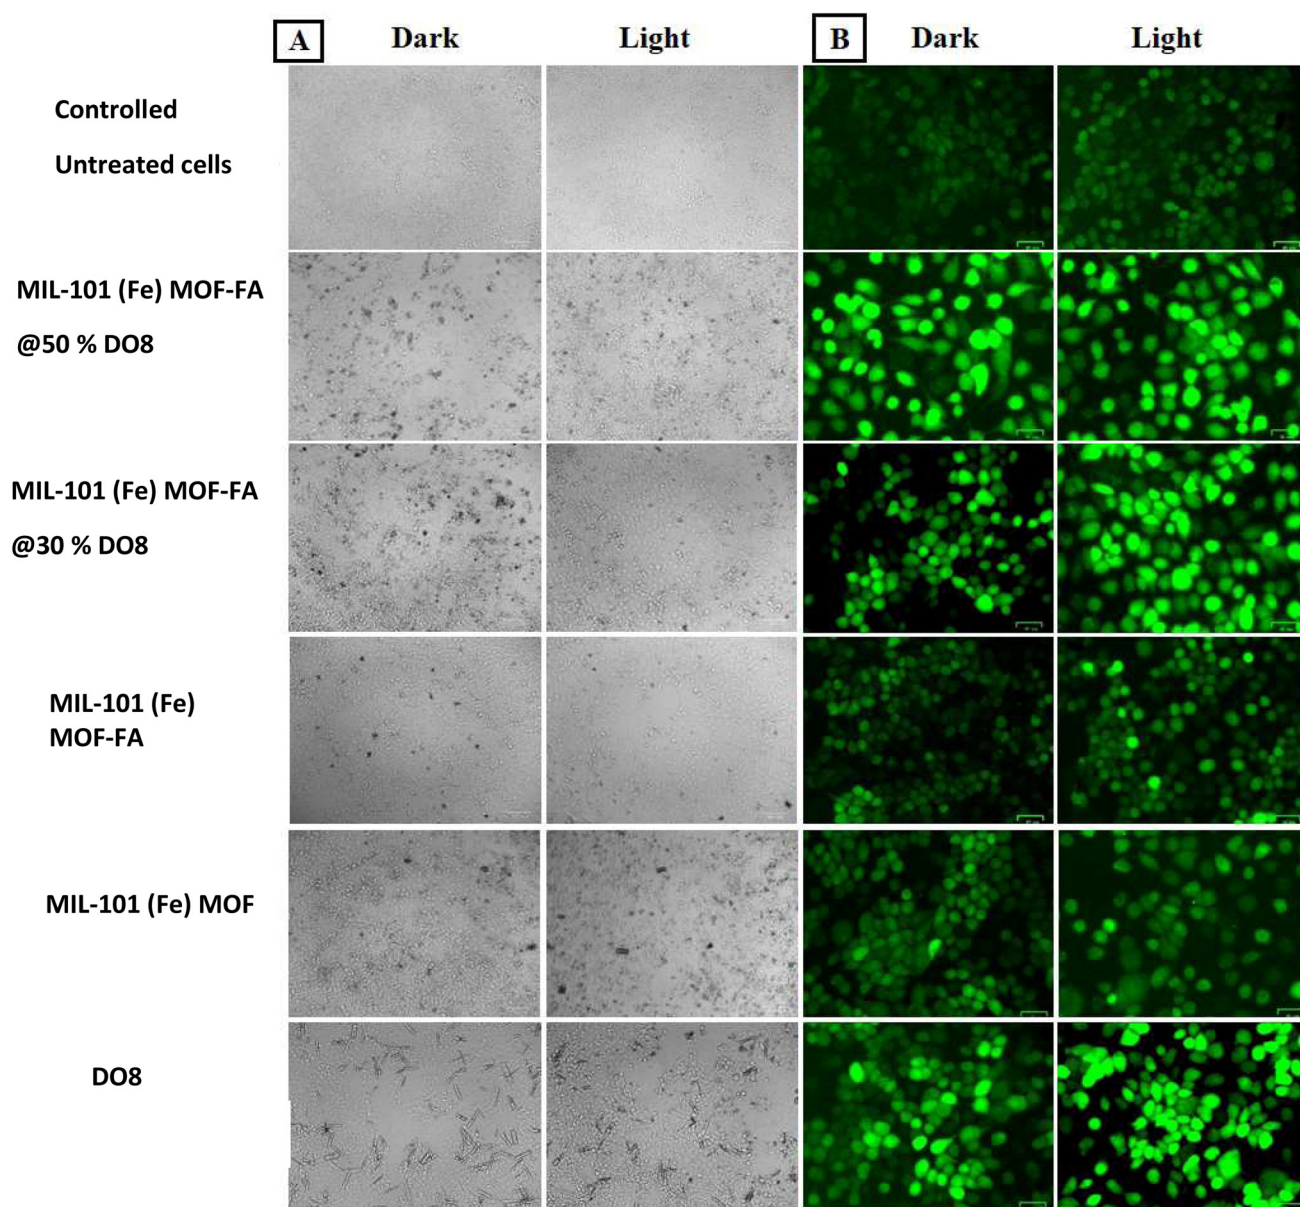 A Dark Light B Dark Light
Controlled
Untreated cells
MIL-101 (Fe) MOF-FA
@50 % DO8
MIL-101 (Fe) MOF-FA
@30 % DO8
MIL-101 (Fe)
MOF-FA
MIL-101 (Fe) MOF
DO8